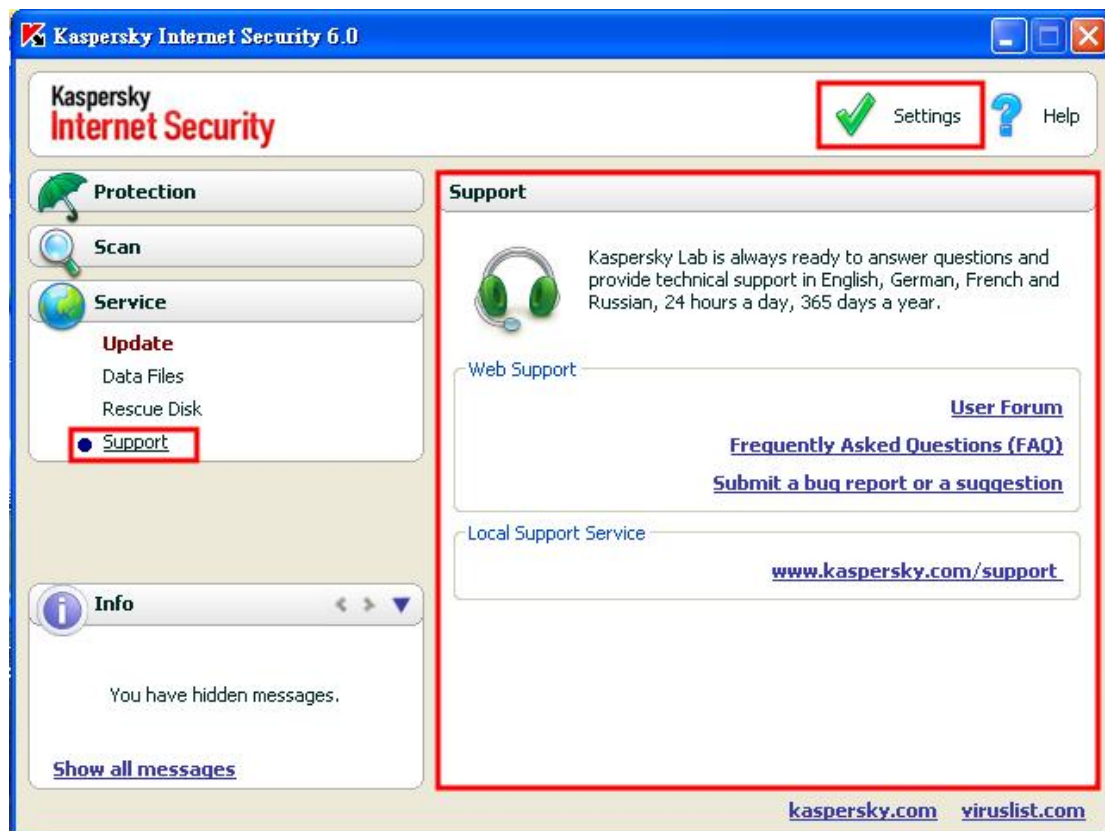 Kaspersky Internet Security 6.0
Kaspersky
Internet Security
Settings
Help
Protection
Scan
Service
Update
Data Files
Rescue Disk
Support
Info
You have hidden messages.
Show all messages
Support
Kaspersky Lab is always ready to answer questions and
provide technical support in English, German, French and
Russian, 24 hours a day, 365 days a year.
Web Support
User Forum
Frequently Asked Questions (FAQ)
Submit a bug report or a suggestion
Local Support Service
www.kaspersky.com/support
kaspersky.com viruslist.com